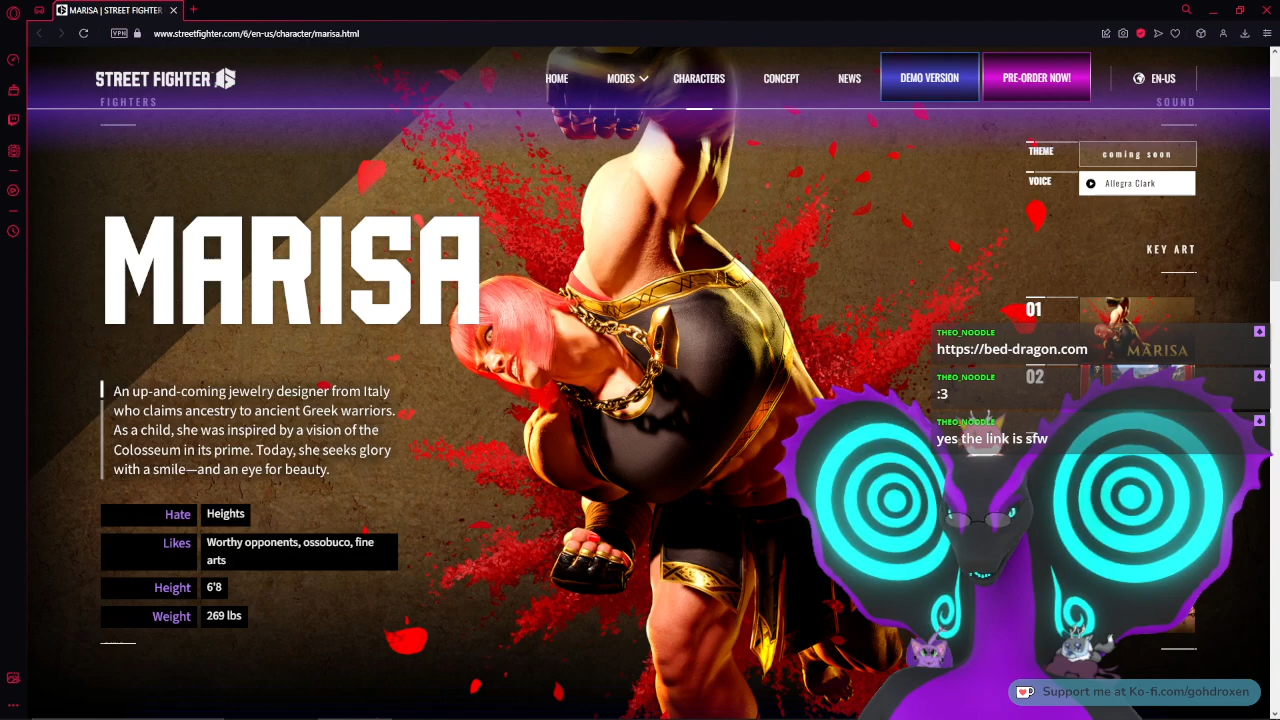 MARISA | STREET FIGHTER
VPN
www.streetfighter.com/6/en-us/character/marisa.html
STREET FIGHTER 6
HOME
MODES
CHARACTERS
CONCEPT
NEWS
DEMO VERSION
PRE-ORDER NOW!
EN-US
FIGHTERS
SOUND
THEME
coming soon
VOICE
Allegra Clark
MARISA
KEY ART
01
MARISA
THEO_NOODLE
https://bed-dragon.com
02
THEO_NOODLE
:3
THEO_NOODLE
yes the link is sfw
An up-and-coming jewelry designer from Italy
who claims ancestry to ancient Greek warriors.
As a child, she was inspired by a vision of the
Colosseum in its prime. Today, she seeks glory
with a smile—and an eye for beauty.
Hate Heights
Likes Worthy opponents, ossobuco, fine
arts
Height 6'8
Weight 269 lbs
Support me at Ko-fi.com/gohdroxen